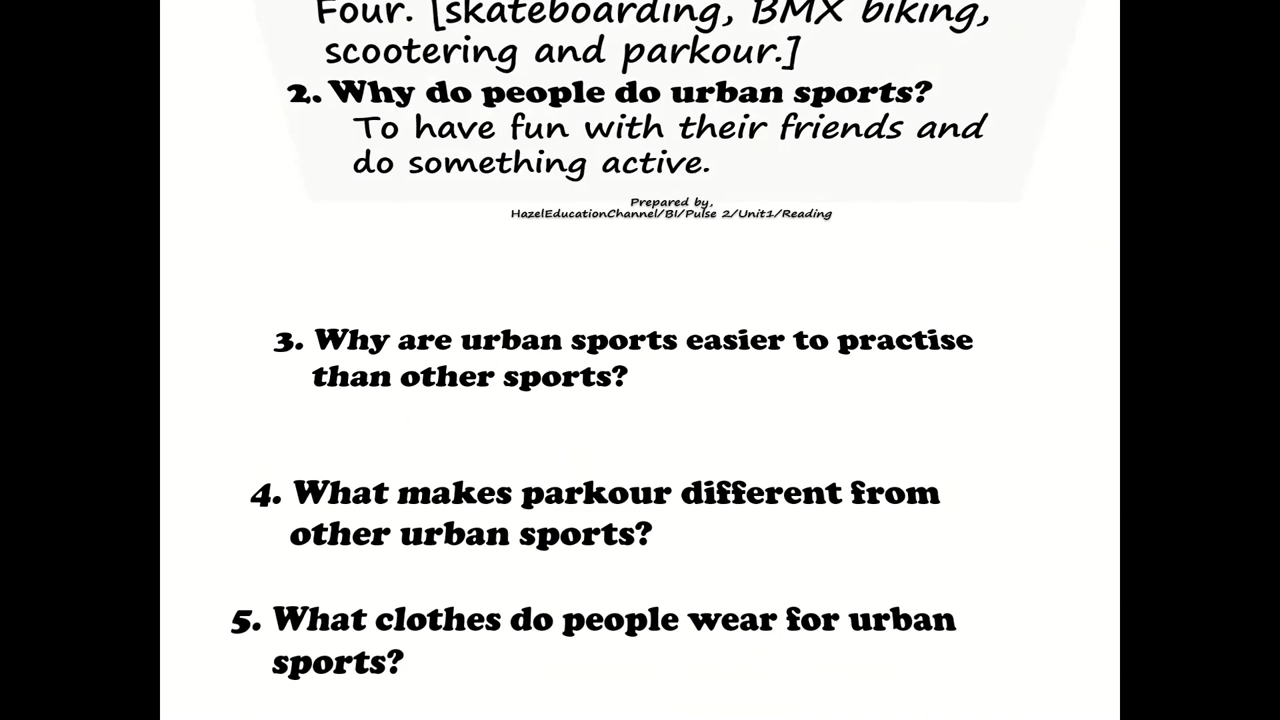 Four. [skateboarding, BMX biking,
scootering and parkour.]
2. Why do people do urban sports?
To have fun with their friends and
do something active.
Prepared by,
HazelEducationChannel/BI/Pulse 2/Unit1/Reading
3. Why are urban sports easier to practise
than other sports?
4. What makes parkour different from
other urban sports?
5. What clothes do people wear for urban
sports?